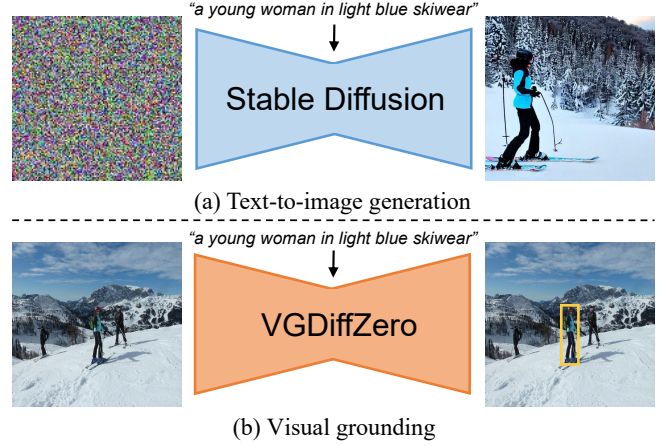 “a young woman in light blue skiwear”
Stable Diffusion
(a) Text-to-image generation
“a young woman in light blue skiwear”
VGDiffZero
(b) Visual grounding